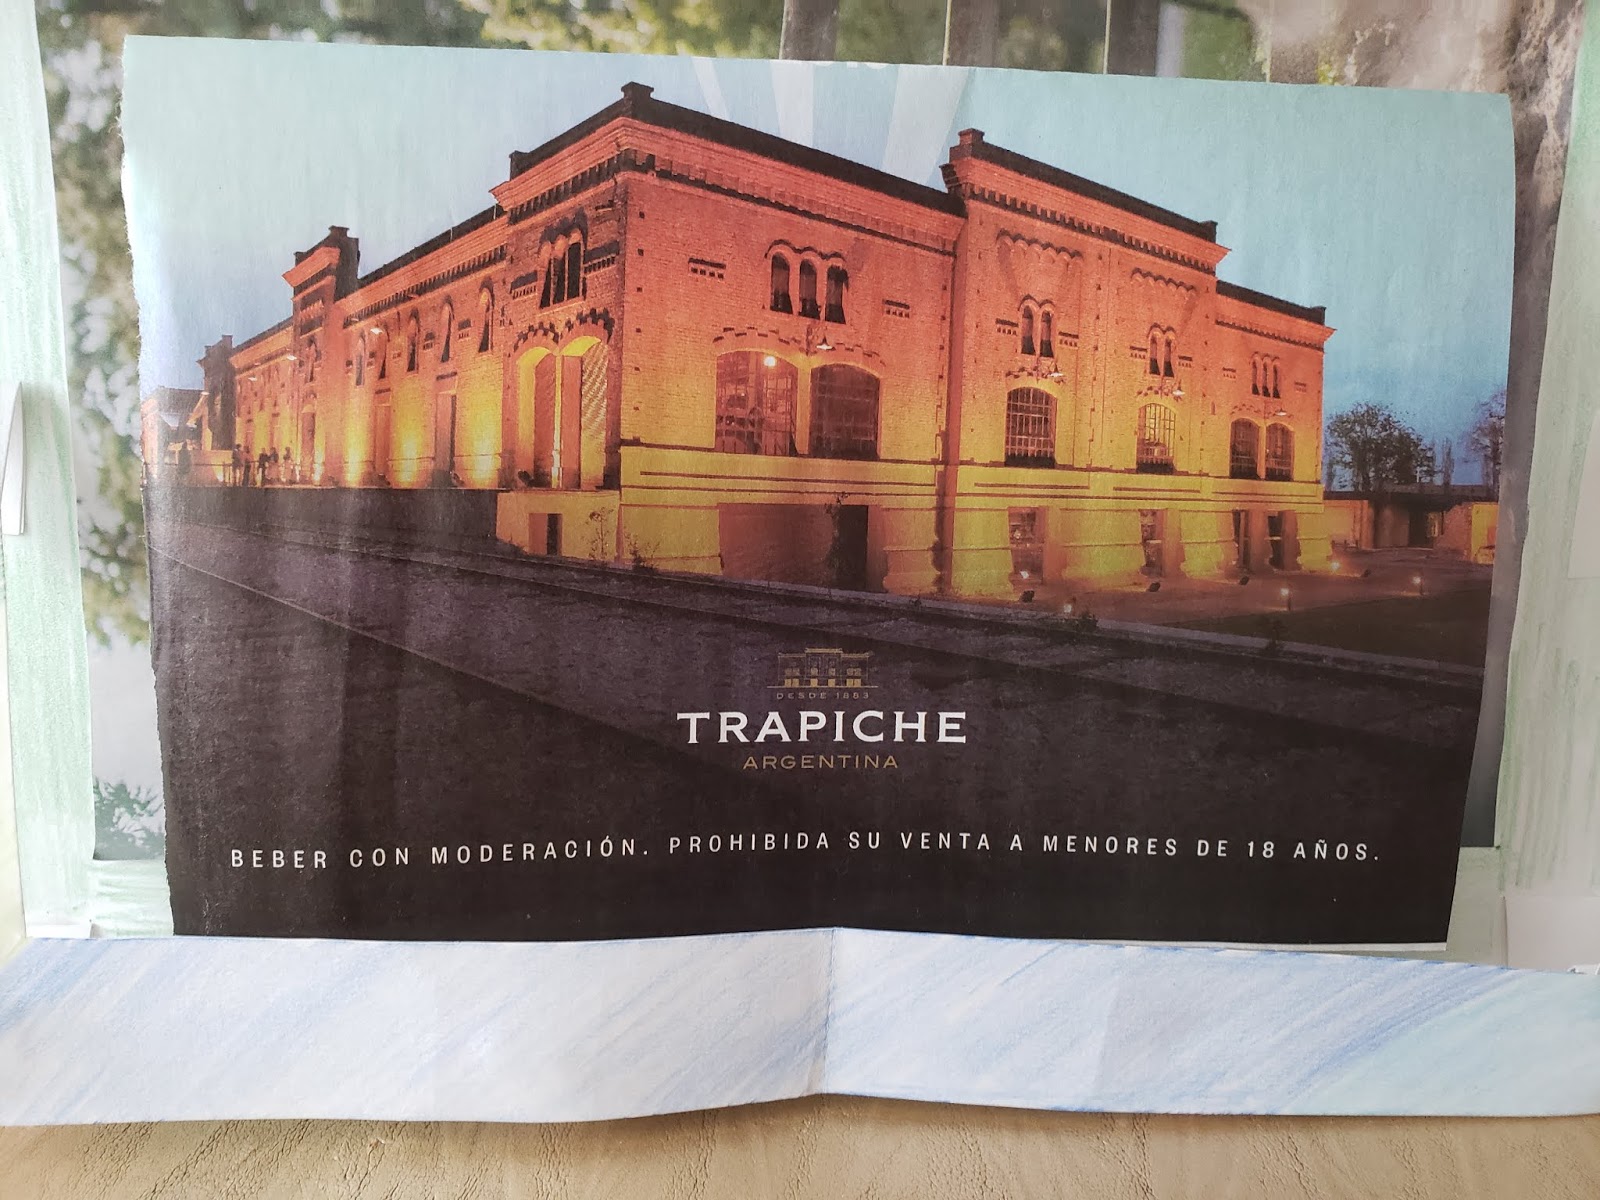 DESDE 1883
TRAPICHE
ARGENTINA
BEBER CON MODERACIÓN. PROHIBIDA SU VENTA A MENORES DE 18 AÑOS.